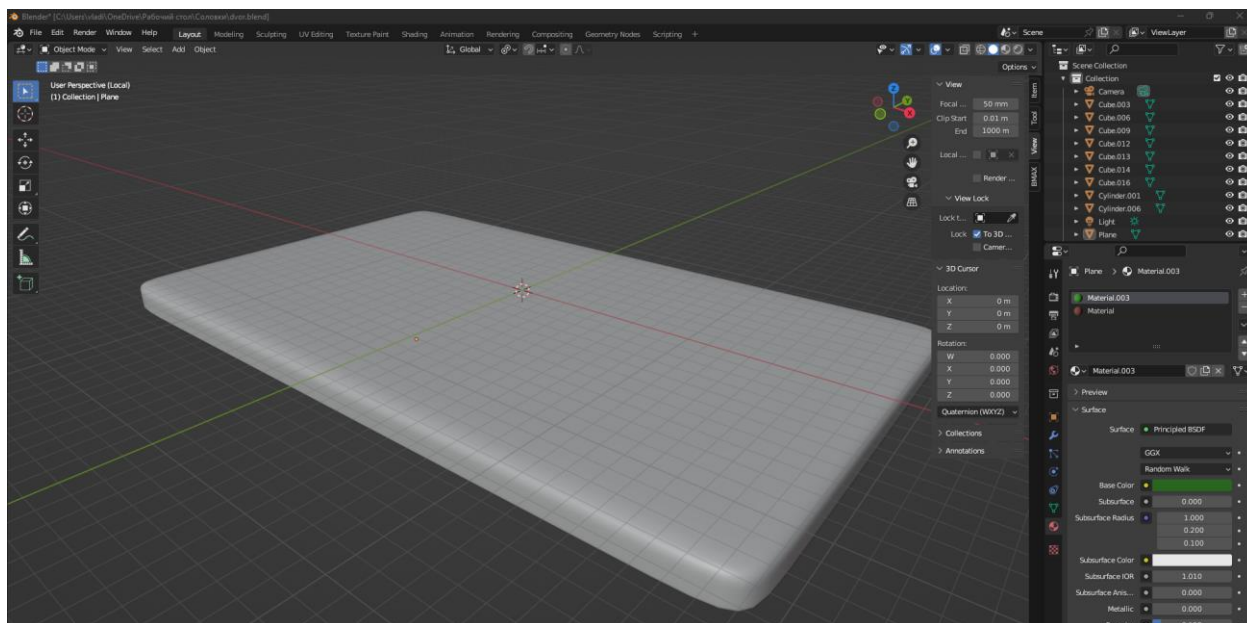 Blender* [C:\Users\vladi\OneDrive\Рабочий стол\Соловки\dvor.blend]
File Edit Render Window Help Layout Modeling Sculpting UV Editing Texture Paint Shading Animation Rendering Compositing Geometry Nodes Scripting + Scene ViewLayer
Object Mode View Select Add Object Global
Options
User Perspective (Local)
(1) Collection | Plane
View
Focal ... 50 mm
Clip Start 0.01 m
End 1000 m
Local ...
Render ...
View Lock
Lock t...
Lock To 3D ...
Camer...
3D Cursor
Location:
X 0 m
Y 0 m
Z 0 m
Rotation:
W 0.000
X 0.000
Y 0.000
Z 0.000
Quaternion (WXYZ)
Collections
Annotations
Item
Tool
View
BMAX
Z
Y
X
Scene Collection
Collection
Camera
Cube.003
Cube.006
Cube.009
Cube.012
Cube.013
Cube.014
Cube.016
Cylinder.001
Cylinder.006
Light
Plane
Plane > Material.003
Material.003
Material
Material.003
Preview
Surface
Surface Principled BSDF
GGX
Random Walk
Base Color
Subsurface 0.000
Subsurface Radius 1.000
0.200
0.100
Subsurface Color
Subsurface IOR 1.010
Subsurface Anis... 0.000
Metallic 0.000